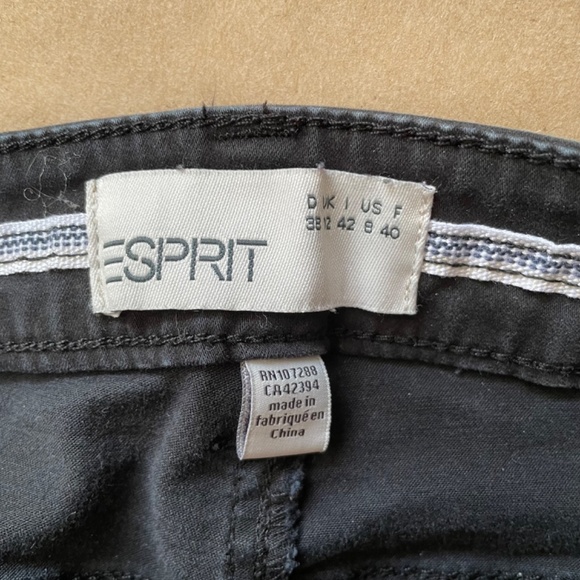 ESPRIT
D UK I US F
38 12 42 8 40
RN107288
CA42394
made in
fabriqué en
China